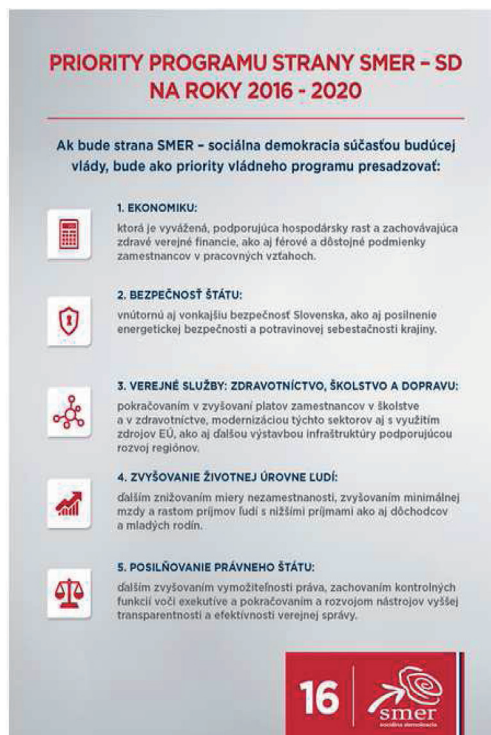 PRIORITY PROGRAMU STRANY SMER – SD
NA ROKY 2016 - 2020
Ak bude strana SMER – sociálna demokracia súčasťou budúcej
vlády, bude ako priority vládneho programu presadzovať:
1. EKONOMIKU:
ktorá je vyvážená, podporujúca hospodársky rast a zachovávajúca
zdravé verejné financie, ako aj férové a dôstojné podmienky
zamestnancov v pracovných vzťahoch.
2. BEZPEČNOSŤ ŠTÁTU:
vnútornú aj vonkajšiu bezpečnosť Slovenska, ako aj posilnenie
energetickej bezpečnosti a potravinovej sebestačnosti krajiny.
3. VEREJNÉ SLUŽBY: ZDRAVOTNÍCTVO, ŠKOLSTVO A DOPRAVU:
pokračovaním v zvyšovaní platov zamestnancov v školstve
a v zdravotníctve, modernizáciou týchto sektorov aj s využitím
zdrojov EÚ, ako aj ďalšou výstavbou infraštruktúry podporujúcou
rozvoj regiónov.
4. ZVYŠOVANIE ŽIVOTNEJ ÚROVNE ĽUDÍ:
ďalším znižovaním miery nezamestnanosti, zvyšovaním minimálnej
mzdy a rastom príjmov ľudí s nižšími príjmami ako aj dôchodcov
a mladých rodín.
5. POSILŇOVANIE PRÁVNEHO ŠTÁTU:
ďalším zvyšovaním vymožiteľnosti práva, zachovaním kontrolných
funkcií voči exekutíve a pokračovaním a rozvojom nástrojov vyššej
transparentnosti a efektívnosti verejnej správy.
16
smer
sociálna demokracia